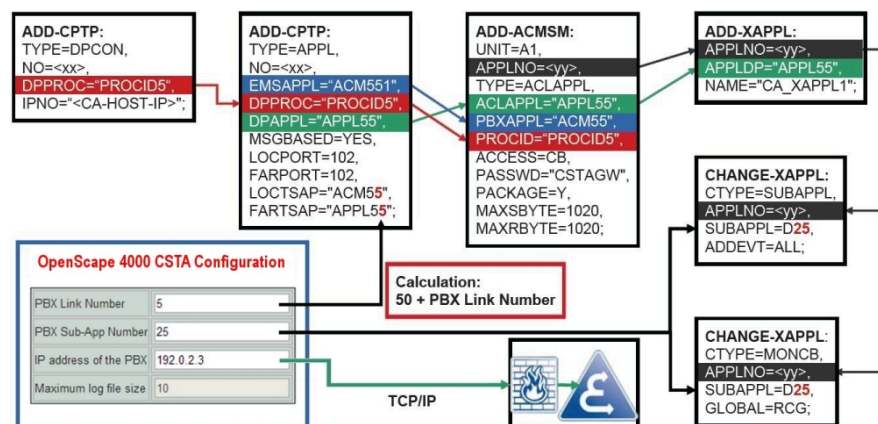 ADD-CPTP:
TYPE=DPCON,
NO=<xx>,
DPPROC="PROCID5",
IPNO="<CA-HOST-IP>";
ADD-CPTP:
TYPE=APPL,
NO=<xx>,
EMSAPPL="ACM551"
DPPROC="PROCID5"
DPAPPL="APPL55"
MSGBASED=YES,
LOCPORT=102,
FARPORT=102,
LOCTSAP="ACM55",
FARTSAP="APPL55";
ADD-ACMSM:
UNIT=A1,
APPLNO=<yy>,
TYPE=ACLAPPL,
ACLAPPL="APPL55",
PBXAPPL="ACM55",
PROCID="PROCID5",
ACCESS=CB,
PASSWD="CSTAGW",
PACKAGE=Y,
MAXSBYTE=1020,
MAXRBYTE=1020;
ADD-XAPPL:
APPLNO=<yy>,
APPLDP="APPL55",
NAME="CA_XAPPL1";
CHANGE-XAPPL:
CTYPE=SUBAPPL,
APPLNO=<yy>,
SUBAPPL=D25,
ADDEVT=ALL;
OpenScape 4000 CSTA Configuration
PBX Link Number 5
PBX Sub-App Number 25
IP address of the PBX 192.0.2.3
Maximum log file size 10
Calculation:
50 + PBX Link Number
TCP/IP
CHANGE-XAPPL:
CTYPE=MONCB,
APPLNO=<yy>,
SUBAPPL=D25,
GLOBAL=RCG;